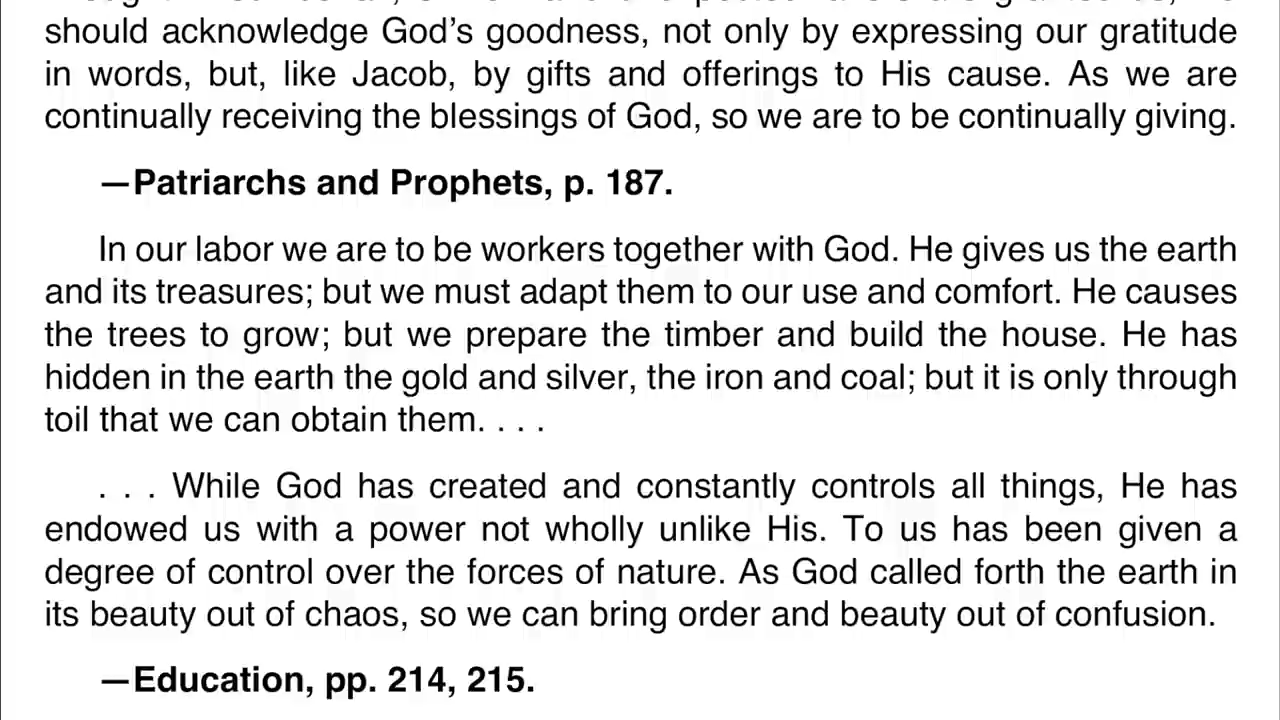 should acknowledge God’s goodness, not only by expressing our gratitude
in words, but, like Jacob, by gifts and offerings to His cause. As we are
continually receiving the blessings of God, so we are to be continually giving.
—Patriarchs and Prophets, p. 187.
In our labor we are to be workers together with God. He gives us the earth
and its treasures; but we must adapt them to our use and comfort. He causes
the trees to grow; but we prepare the timber and build the house. He has
hidden in the earth the gold and silver, the iron and coal; but it is only through
toil that we can obtain them. . . .
. . . While God has created and constantly controls all things, He has
endowed us with a power not wholly unlike His. To us has been given a
degree of control over the forces of nature. As God called forth the earth in
its beauty out of chaos, so we can bring order and beauty out of confusion.
—Education, pp. 214, 215.